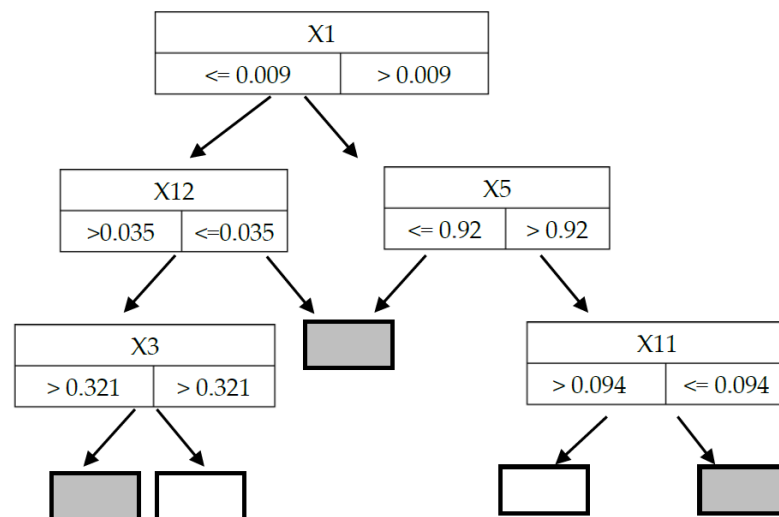 X1
<= 0.009 > 0.009
X12
>0.035 <=0.035
X5
<= 0.92 > 0.92
X3
> 0.321 > 0.321
X11
> 0.094 <= 0.094